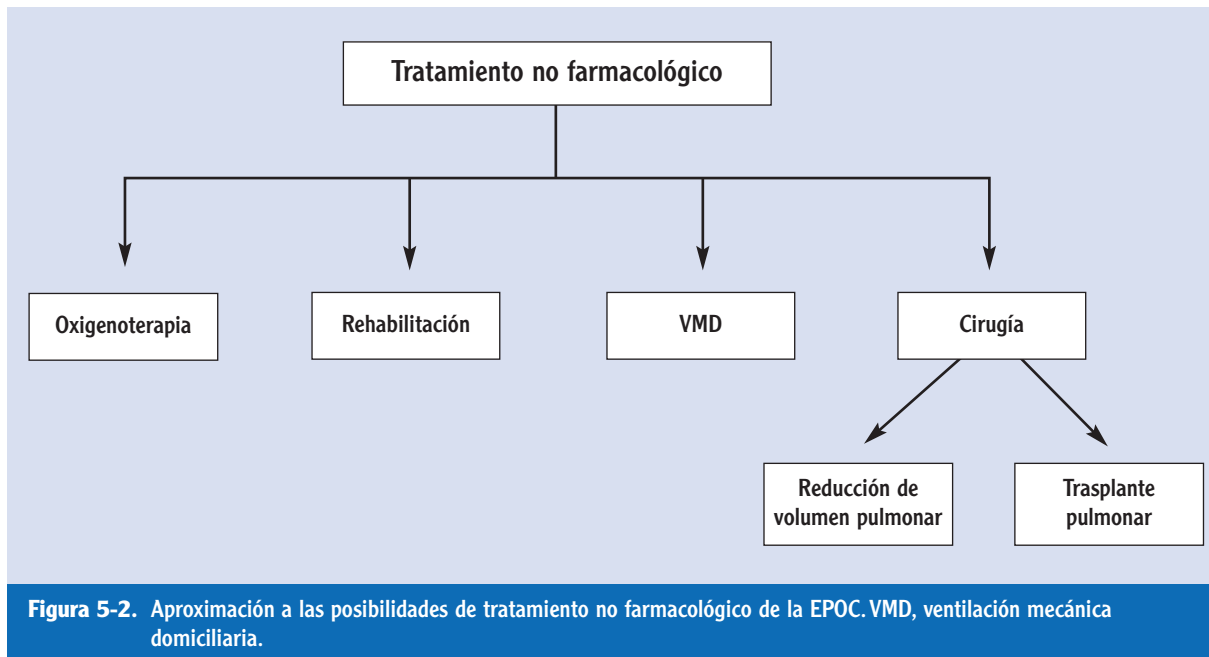 Tratamiento no farmacológico
Oxigenoterapia
Rehabilitación
VMD
Cirugía
Reducción de
volumen pulmonar
Trasplante
pulmonar
Figura 5-2. Aproximación a las posibilidades de tratamiento no farmacológico de la EPOC. VMD, ventilación mecánica
domiciliaria.